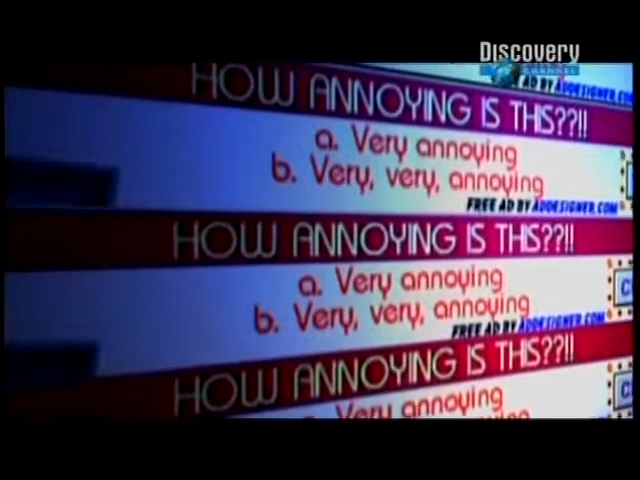 Discovery
CHANNEL
AD BY ADDESIGNER.COM
HOW ANNOYING IS THIS??!!
a. Very annoying
b. Very, very, annoying
FREE AD BY ADDESIGNER.COM
HOW ANNOYING IS THIS??!!
a. Very annoying
b. Very, very, annoying
FREE AD BY ADDESIGNER.COM
HOW ANNOYING IS THIS??!!
a. Very annoying